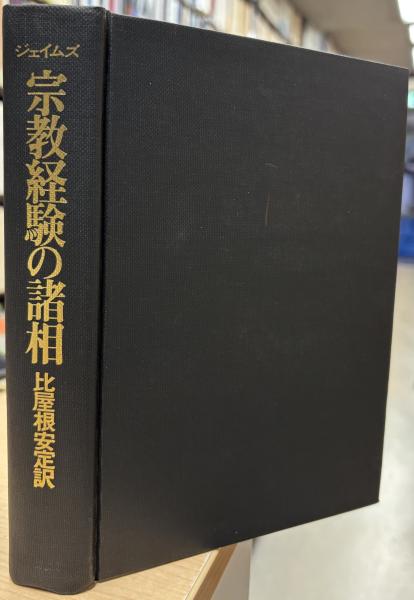 ジェイムズ
宗教経験の諸相
比屋根安定訳